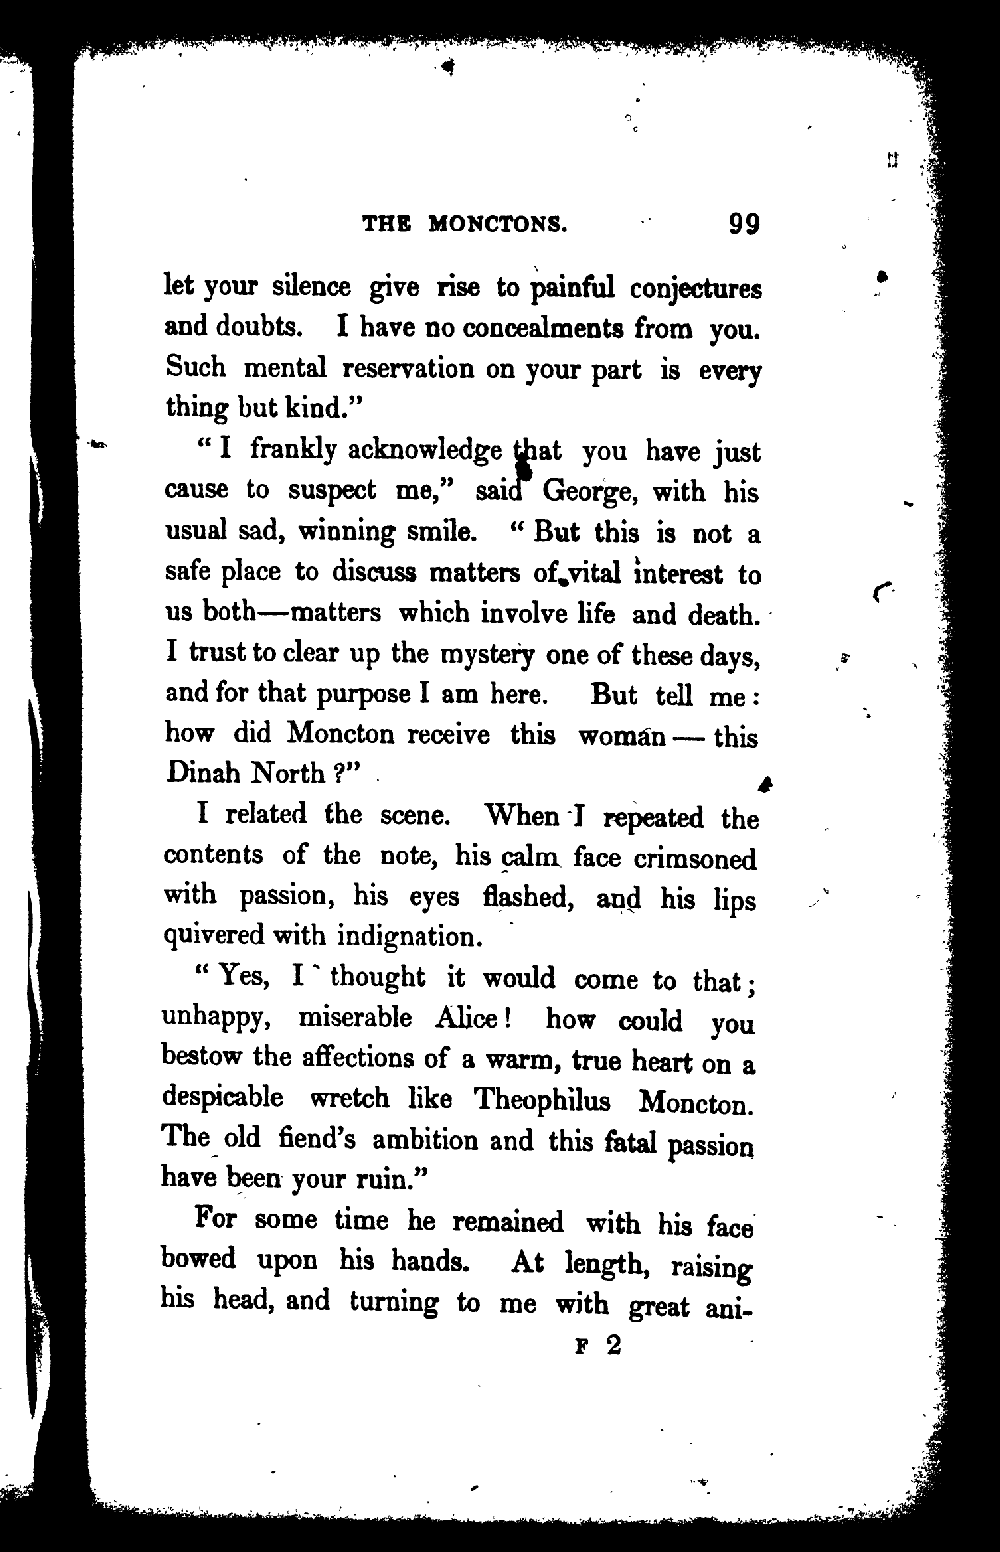 THE MONCTONS. 99
let your silence give rise to painful conjectures
and doubts. I have no concealments from you.
Such mental reservation on your part is every
thing but kind.”
“ I frankly acknowledge that you have just
cause to suspect me,” said George, with his
usual sad, winning smile. “ But this is not a
safe place to discuss matters of vital interest to
us both—matters which involve life and death.
I trust to clear up the mystery one of these days,
and for that purpose I am here. But tell me :
how did Moncton receive this woman — this
Dinah North ?”
I related the scene. When I repeated the
contents of the note, his calm face crimsoned
with passion, his eyes flashed, and his lips
quivered with indignation.
“ Yes, I thought it would come to that ;
unhappy, miserable Alice ! how could you
bestow the affections of a warm, true heart on a
despicable wretch like Theophilus Moncton.
The old fiend’s ambition and this fatal passion
have been your ruin.”
For some time he remained with his face
bowed upon his hands. At length, raising
his head, and turning to me with great ani-
F 2